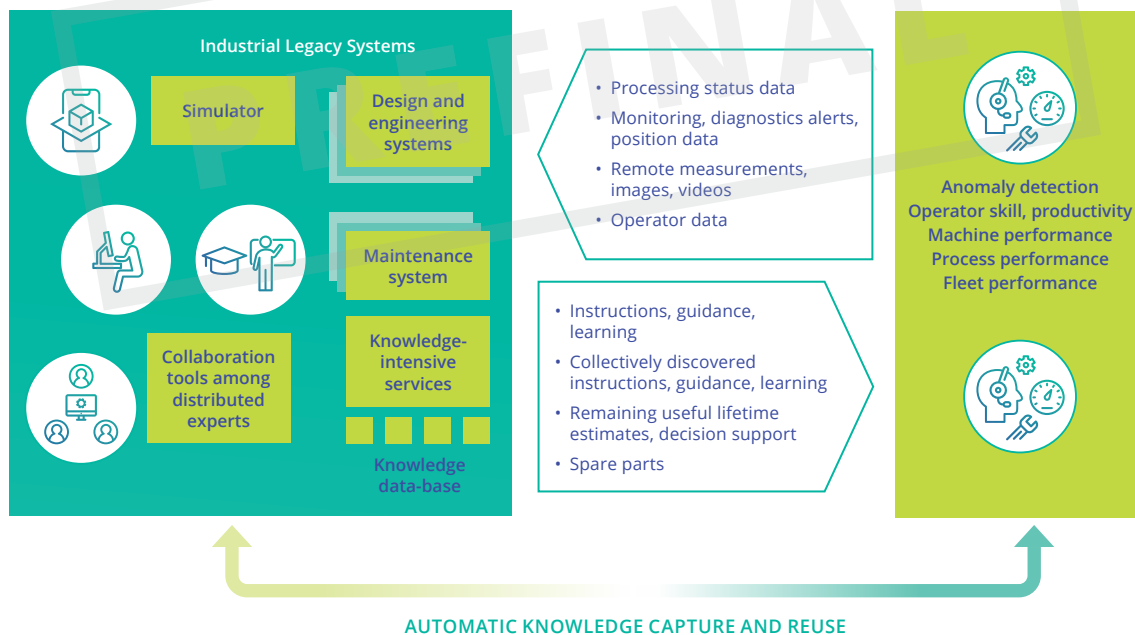 Industrial Legacy Systems
Simulator
Design and
engineering
systems
Maintenance
system
Knowledge-
intensive
services
Collaboration
tools among
distributed
experts
Knowledge
data-base
• Processing status data
• Monitoring, diagnostics alerts,
position data
• Remote measurements,
images, videos
• Operator data
• Instructions, guidance,
learning
• Collectively discovered
instructions, guidance, learning
• Remaining useful lifetime
estimates, decision support
• Spare parts
Anomaly detection
Operator skill, productivity
Machine performance
Process performance
Fleet performance
AUTOMATIC KNOWLEDGE CAPTURE AND REUSE
PREFINAL